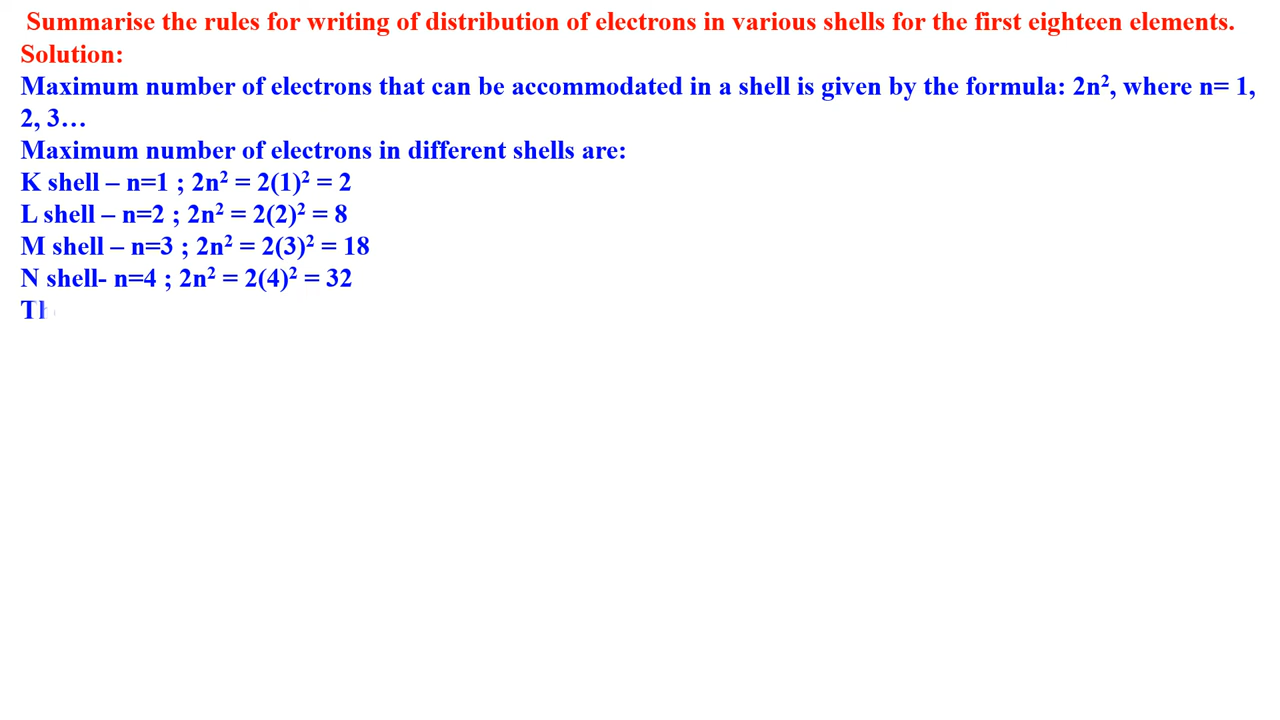 Summarise the rules for writing of distribution of electrons in various shells for the first eighteen elements.
Solution:
Maximum number of electrons that can be accommodated in a shell is given by the formula: 2n², where n= 1,
2, 3…
Maximum number of electrons in different shells are:
K shell – n=1 ; 2n² = 2(1)² = 2
L shell – n=2 ; 2n² = 2(2)² = 8
M shell – n=3 ; 2n² = 2(3)² = 18
N shell- n=4 ; 2n² = 2(4)² = 32